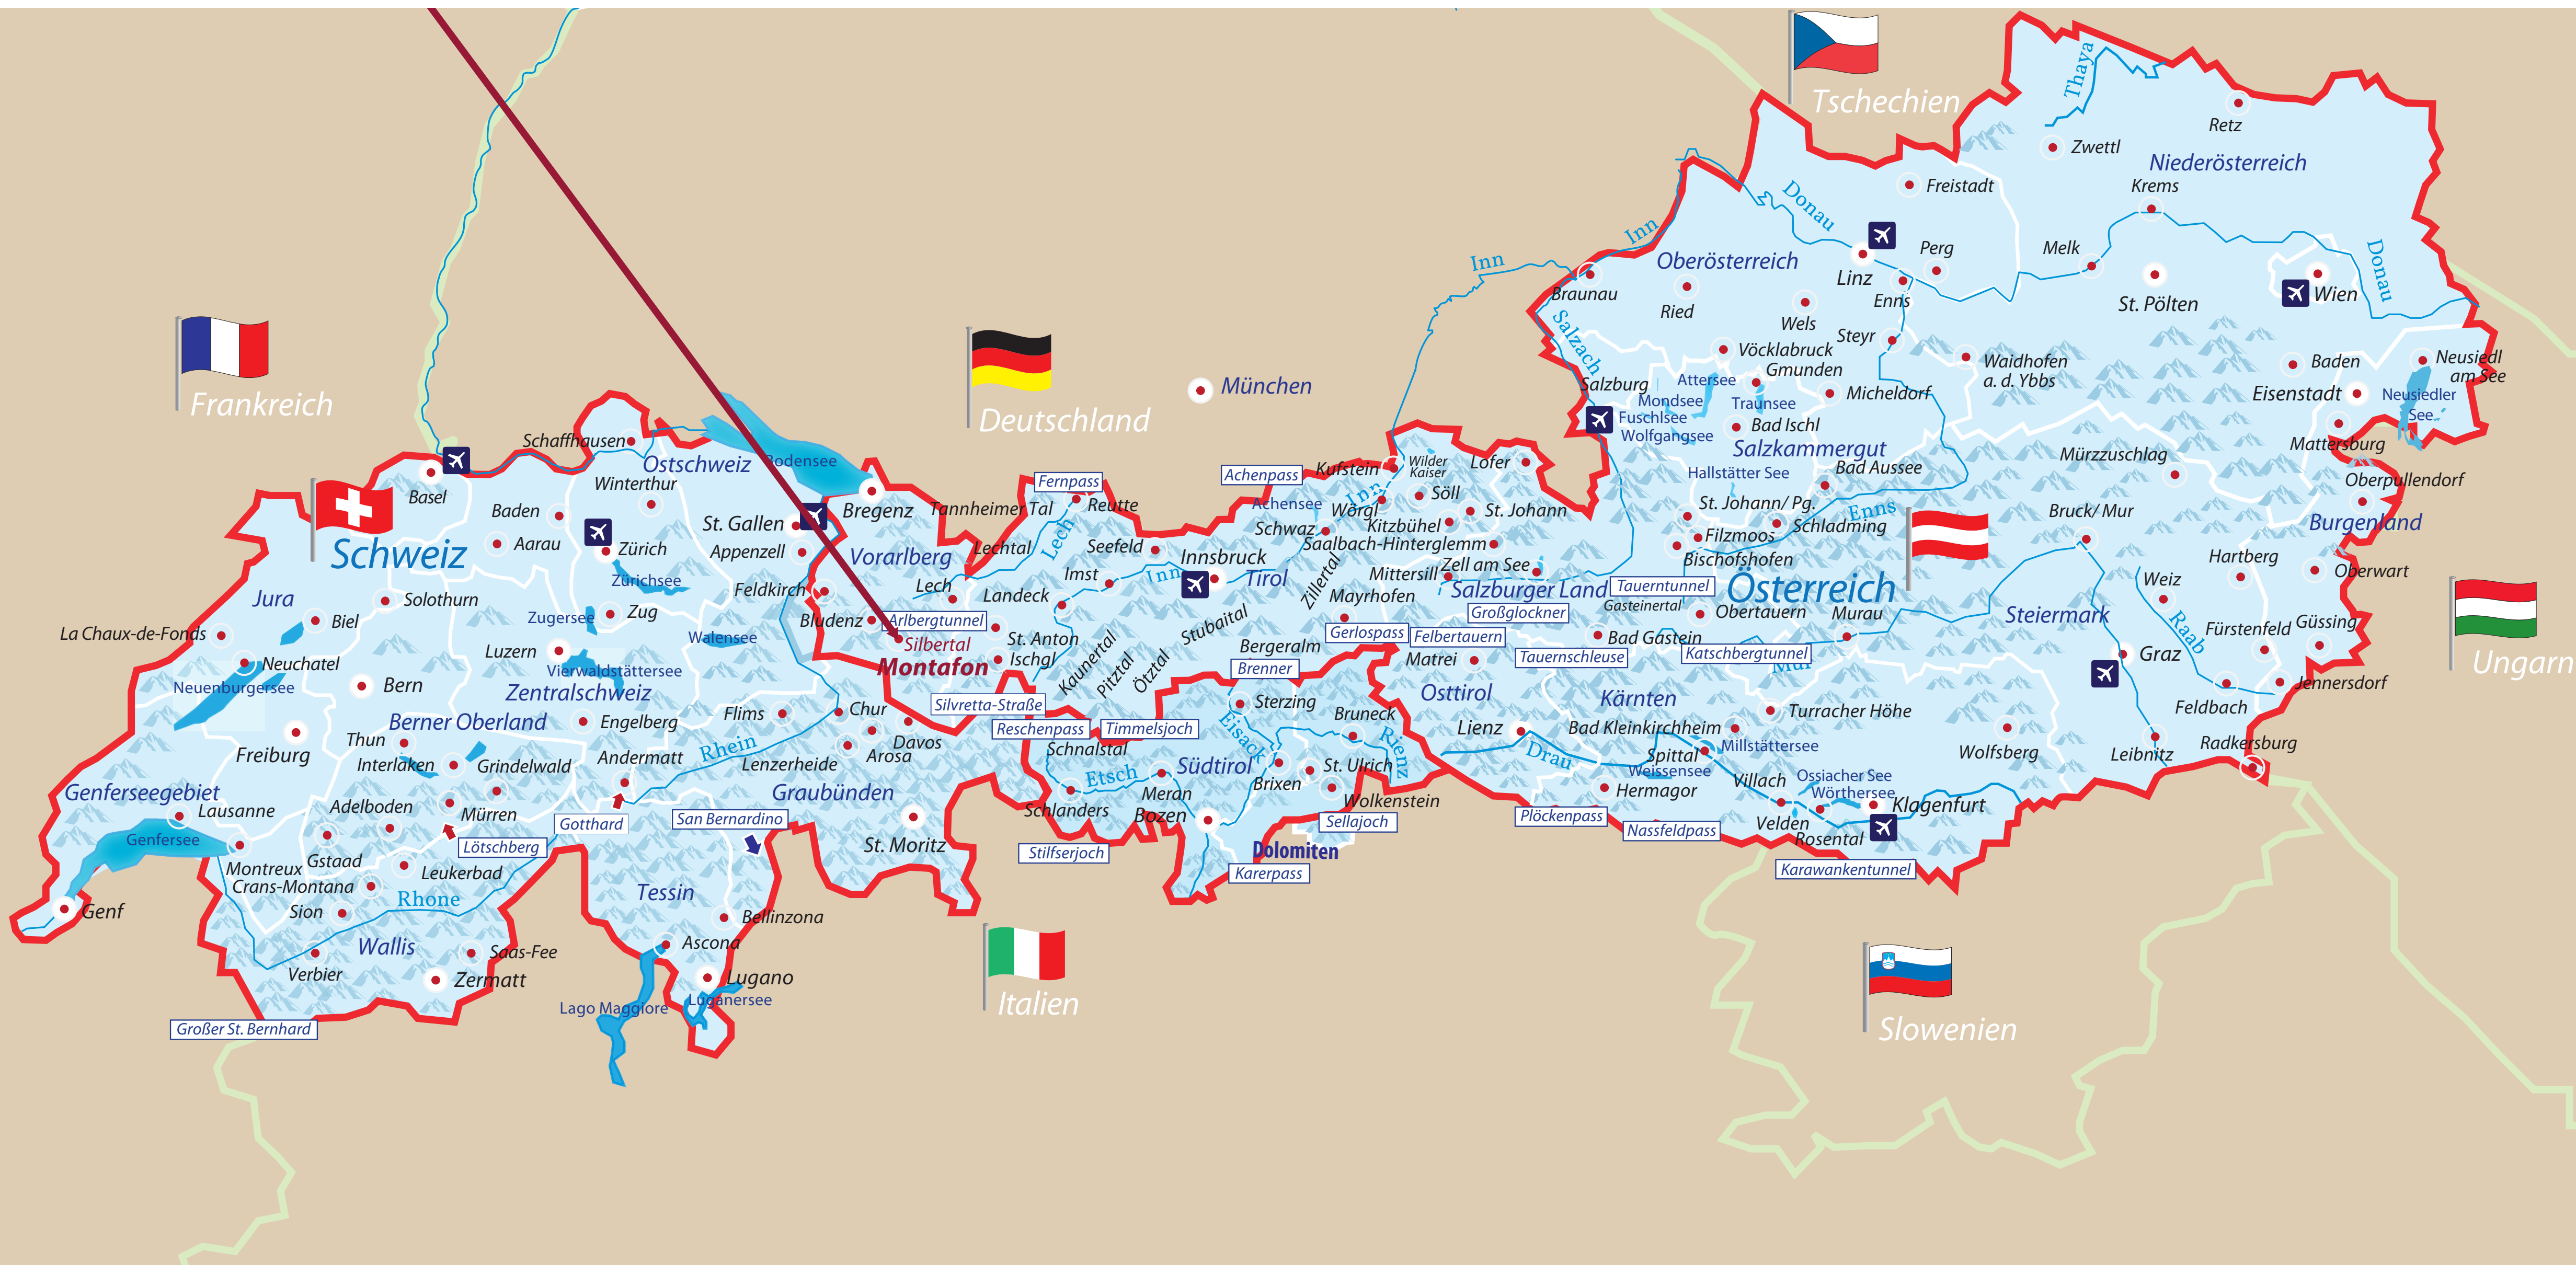 Tschechien
Thaya
Retz
Zwettl
Niederösterreich
Krems
Freistadt
Donau
Inn
Inn
Oberösterreich
Linz
Perg
Melk
Donau
Braunau
Ried
Enns
St. Pölten
Wien
Wels
Steyr
Salzach
Vöcklabruck
Gmunden
Waidhofen
a. d. Ybbs
Baden
Neusiedl
am See
Frankreich
Deutschland
München
Salzburg
Attersee
Mondsee
Traunsee
Micheldorf
Eisenstadt
Neusiedler
See
Fuschlsee
Wolfgangsee
Bad Ischl
Salzkammergut
Mattersburg
Schaffhausen
Ostschweiz
Bodensee
Basel
Winterthur
Fernpass
Achenpass
Kufstein
Wilder
Kaiser
Lofer
Hallstätter See
Bad Aussee
Mürzzuschlag
Oberpullendorf
Baden
St. Gallen
Bregenz
Tannheimer Tal
Reutte
Achensee
Inn
Söll
Wörgl
St. Johann
St. Johann/ Pg.
Enns
Bruck/ Mur
Burgenland
Schweiz
Aarau
Zürich
Appenzell
Vorarlberg
Lechtal
Lech
Seefeld
Innsbruck
Schwaz
Kitzbühel
Saalbach-Hinterglemm
Schladming
Filzmoos
Bischofshofen
Hartberg
Oberwart
Zürichsee
Feldkirch
Lech
Imst
Inn
Tirol
Zillertal
Mittersill
Zell am See
Salzburger Land
Tauerntunnel
Österreich
Weiz
Jura
Solothurn
Zugersee
Zug
Landeck
Mayrhofen
Großglockner
Gasteinertal
Obertauern
Murau
Steiermark
Raab
La Chaux-de-Fonds
Biel
Walensee
Bludenz
Arlbergtunnel
Silbertal
Montafon
St. Anton
Ischgl
Kaunertal
Pitztal
Ötztal
Stubaital
Bergeralm
Gerlospass
Felbertauern
Bad Gastein
Katschbergtunnel
Mur
Graz
Fürstenfeld
Güssing
Ungarn
Neuchatel
Neuenburgersee
Luzern
Vierwaldstättersee
Zentralschweiz
Brenner
Matrei
Tauernschleuse
Bern
Berner Oberland
Engelberg
Flims
Chur
Silvretta-Straße
Sterzing
Osttirol
Kärnten
Turracher Höhe
Jennersdorf
Feldbach
Freiburg
Thun
Interlaken
Grindelwald
Andermatt
Rhein
Lenzerheide
Arosa
Davos
Reschenpass
Timmelsjoch
Schnalstal
Eisack
Bruneck
Rienz
Lienz
Drau
Bad Kleinkirchheim
Millstättersee
Spittal
Weissensee
Wolfsberg
Leibnitz
Radkersburg
Genferseegebiet
Lausanne
Adelboden
Mürren
Graubünden
Etsch
Meran
Südtirol
Brixen
St. Ulrich
Wolkenstein
Hermagor
Villach
Ossiacher See
Wörthersee
Klagenfurt
Genfersee
Montreux
Gstaad
Lötschberg
Gotthard
San Bernardino
St. Moritz
Schlanders
Bozen
Sellajoch
Plöckenpass
Nassfeldpass
Velden
Rosental
Crans-Montana
Leukerbad
Stilfserjoch
Dolomiten
Karerpass
Karawankentunnel
Genf
Sion
Rhone
Tessin
Bellinzona
Wallis
Verbier
Saas-Fee
Zermatt
Ascona
Lugano
Lago Maggiore
Luganersee
Großer St. Bernhard
Italien
Slowenien